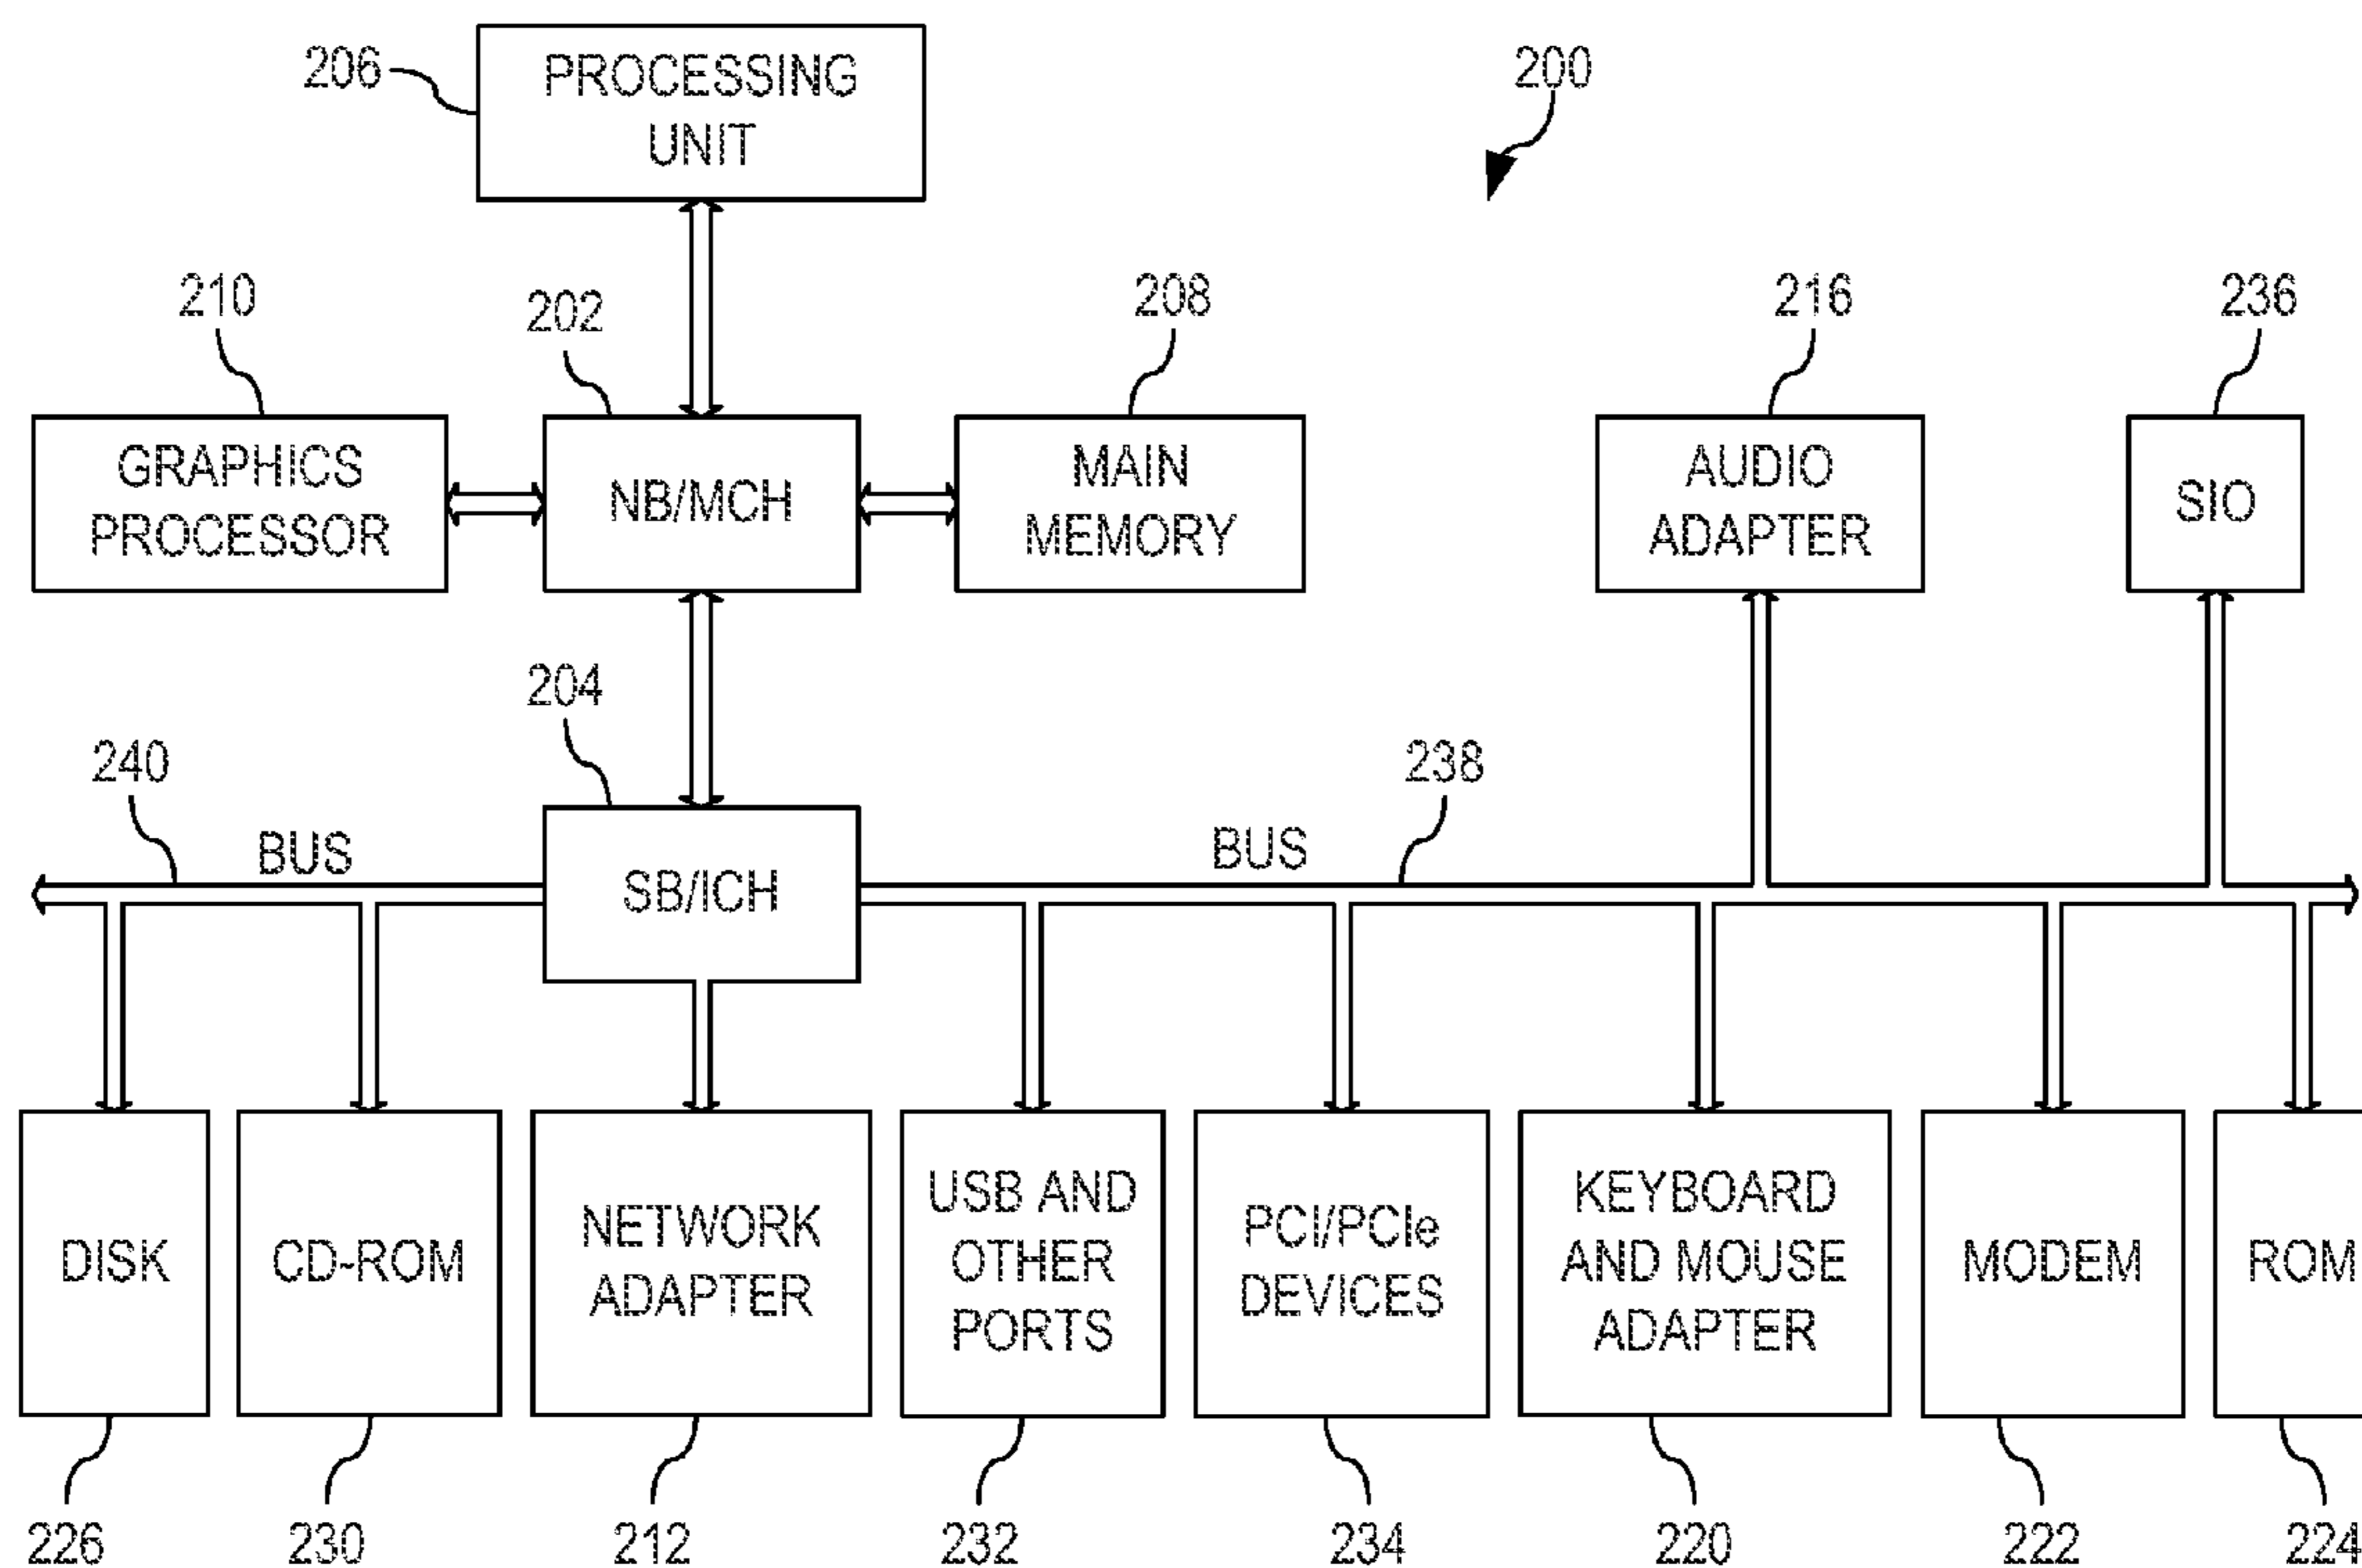 206
PROCESSING
UNIT
200
210
202
208
216
236
GRAPHICS
PROCESSOR
NB/MCH
MAIN
MEMORY
AUDIO
ADAPTER
SIO
204
240
238
BUS
BUS
SB/ICH
DISK
CD-ROM
NETWORK
ADAPTER
USB AND
OTHER
PORTS
PCI/PCIe
DEVICES
KEYBOARD
AND MOUSE
ADAPTER
MODEM
ROM
226
230
212
232
234
220
222
224